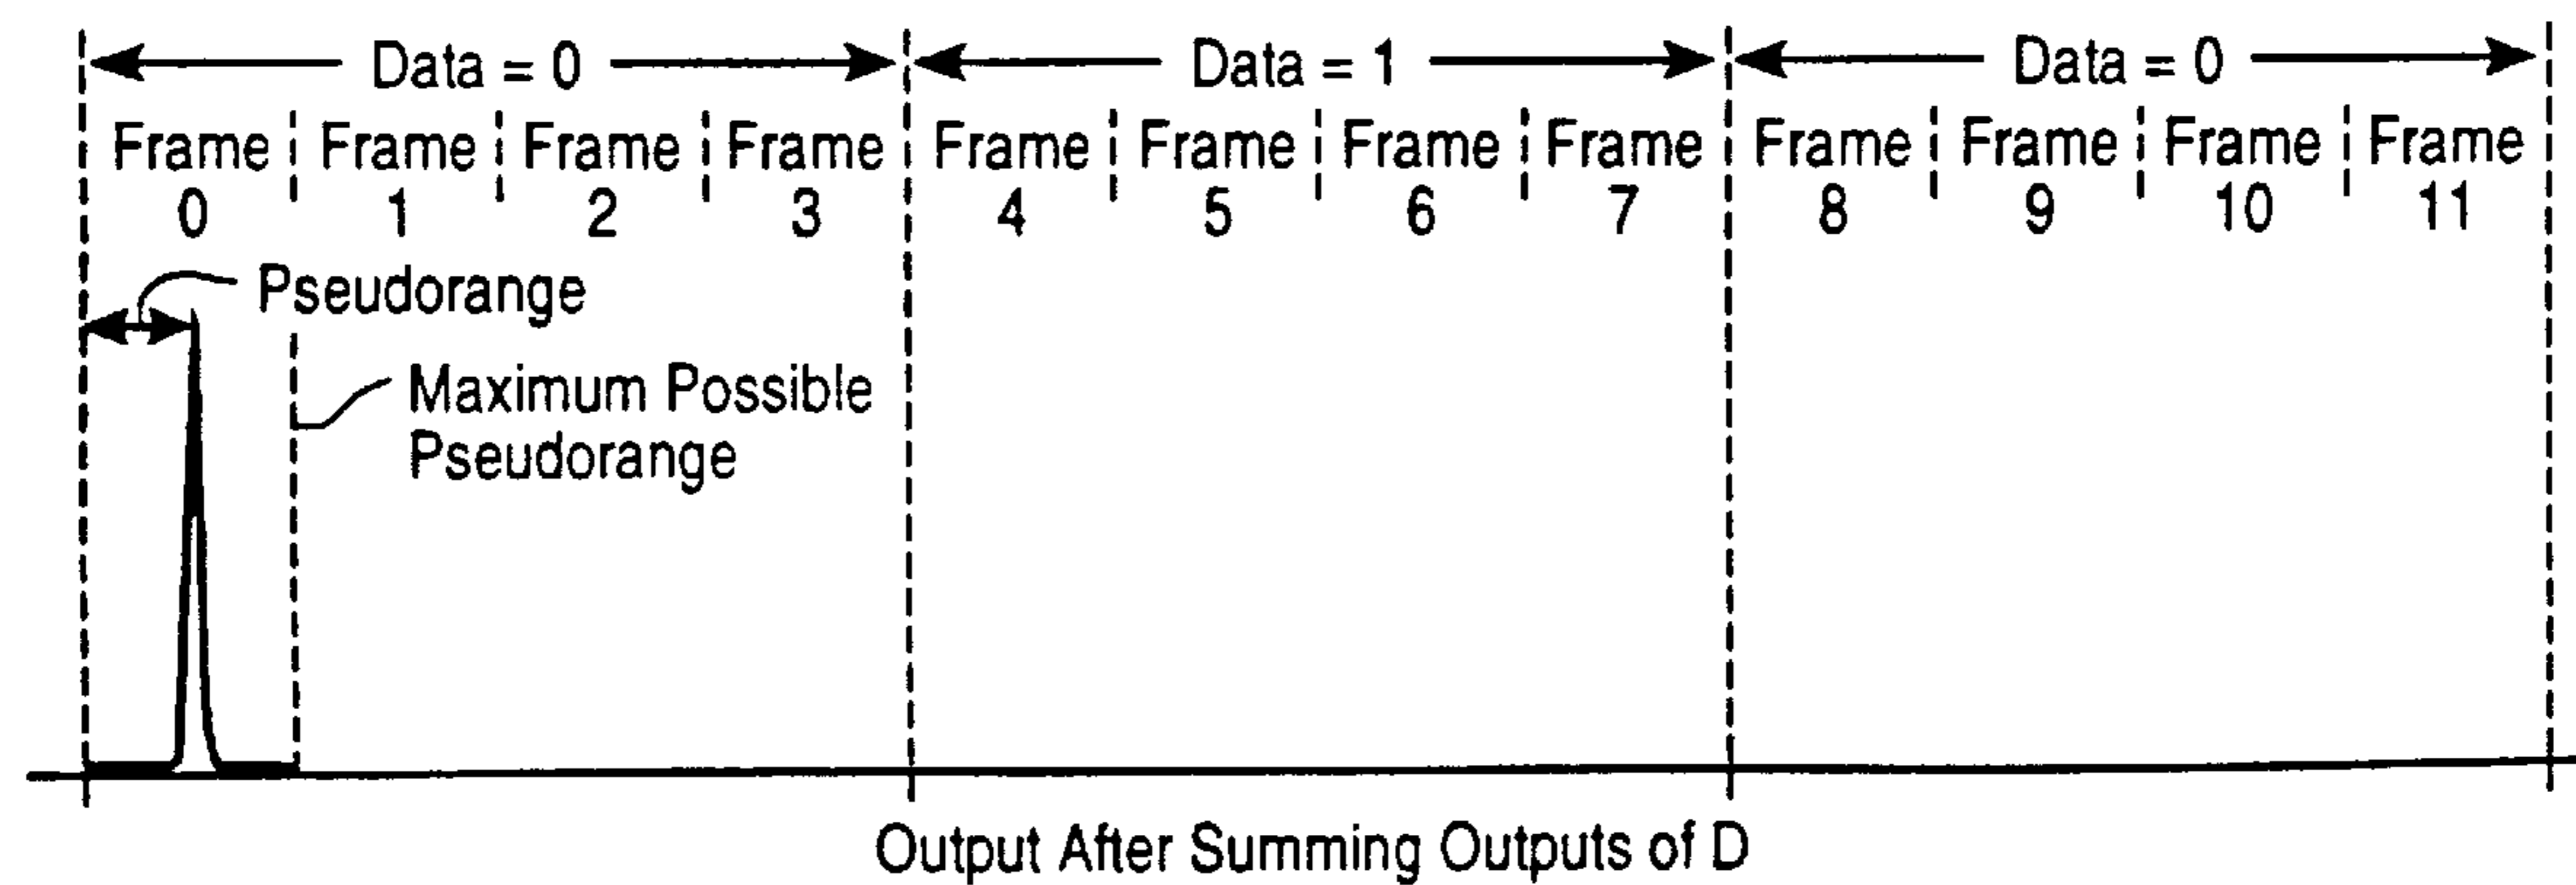 Data = 0 Data = 1 Data = 0
Frame Frame Frame Frame Frame Frame Frame Frame Frame Frame Frame Frame
0 1 2 3 4 5 6 7 8 9 10 11
Pseudorange
Maximum Possible
Pseudorange
Output After Summing Outputs of D